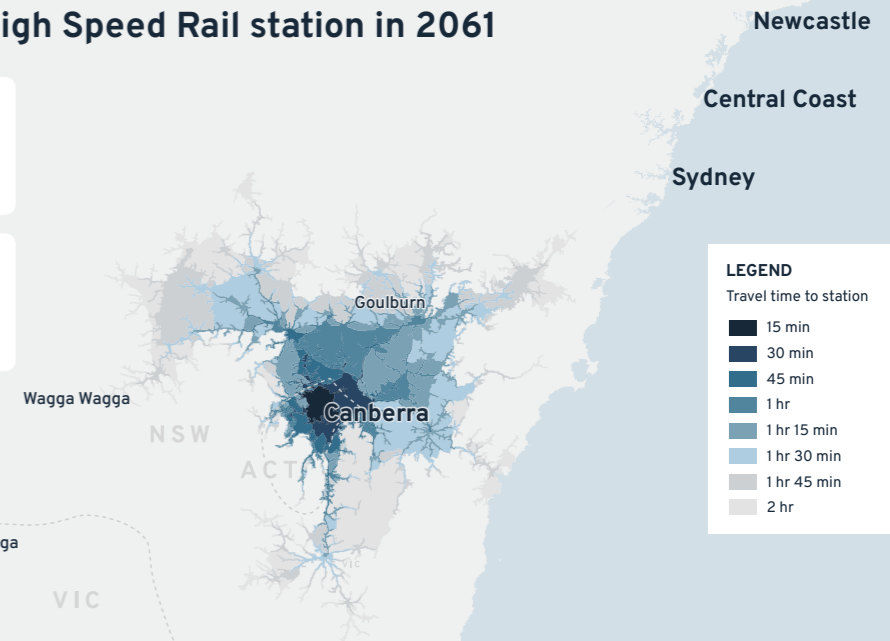 igh Speed Rail station in 2061
Newcastle
Central Coast
Sydney
LEGEND
Travel time to station
15 min
30 min
45 min
1 hr
1 hr 15 min
1 hr 30 min
1 hr 45 min
2 hr
Goulburn
Wagga Wagga
Canberra
NSW
ACT
ga
VIC
VIC